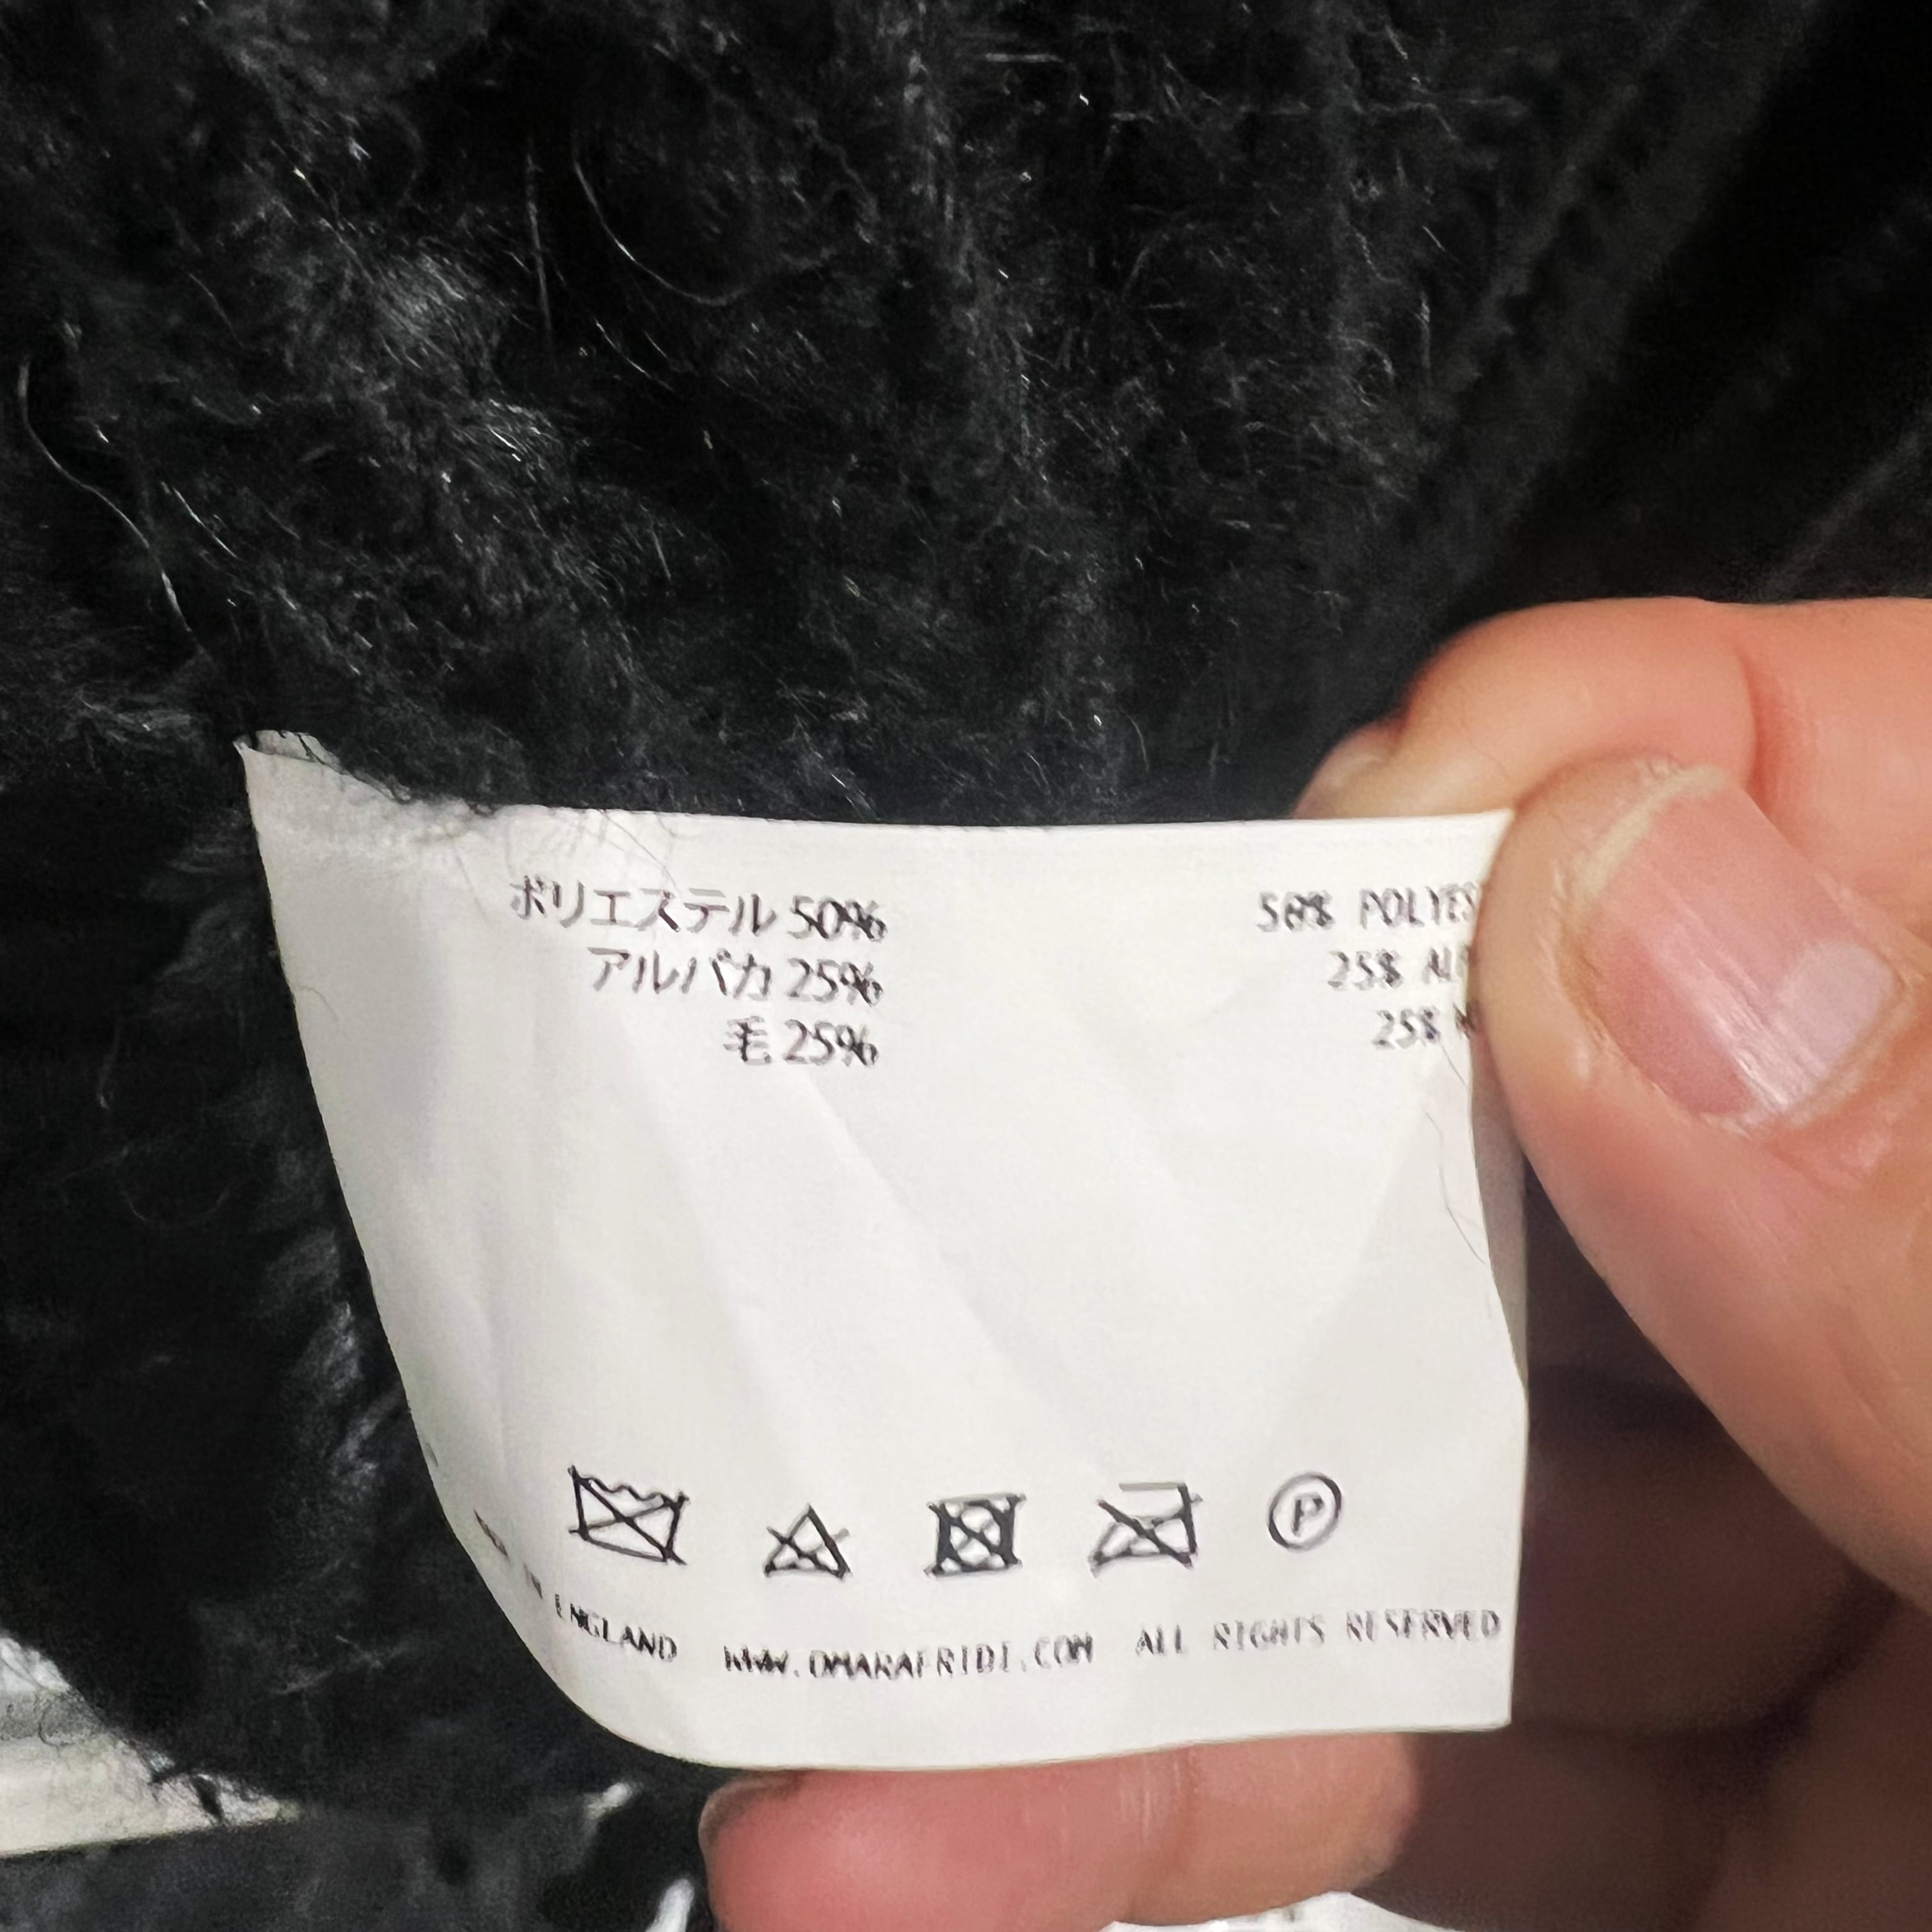 ポリエステル 50%
アルパカ 25%
毛 25%
50% POLYES
25% AL
25%
IN ENGLAND WWW.OMARAFRIDI.COM ALL RIGHTS RESERVED
P